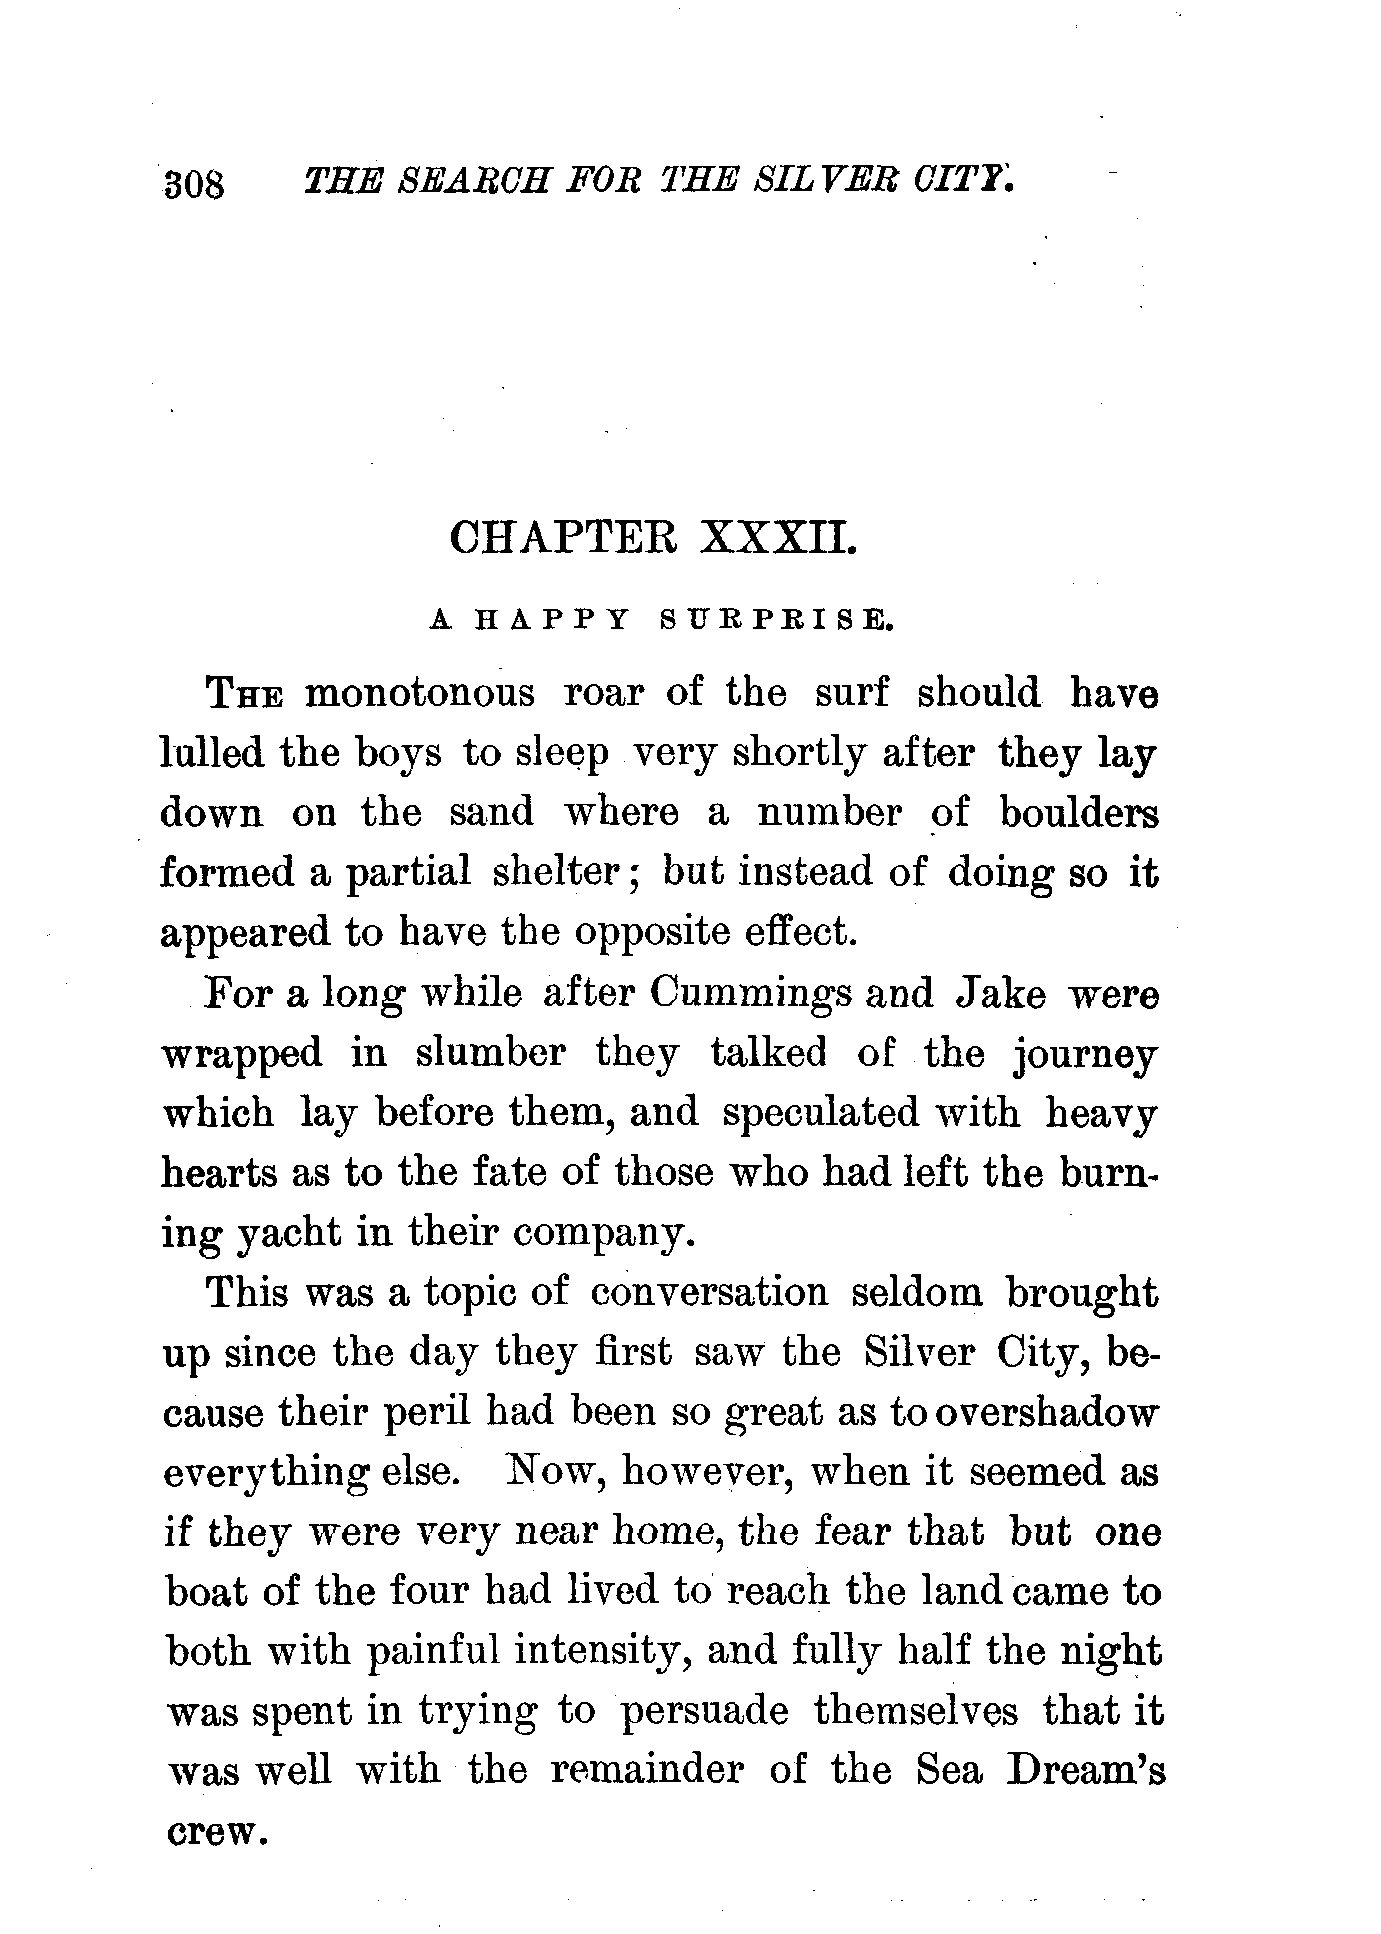 308 THE SEARCH FOR THE SILVER CITY.
CHAPTER XXXII.
A HAPPY SURPRISE.
THE monotonous roar of the surf should have
lulled the boys to sleep very shortly after they lay
down on the sand where a number of boulders
formed a partial shelter; but instead of doing so it
appeared to have the opposite effect.
For a long while after Cummings and Jake were
wrapped in slumber they talked of the journey
which lay before them, and speculated with heavy
hearts as to the fate of those who had left the burn-
ing yacht in their company.
This was a topic of conversation seldom brought
up since the day they first saw the Silver City, be-
cause their peril had been so great as to overshadow
everything else. Now, however, when it seemed as
if they were very near home, the fear that but one
boat of the four had lived to reach the land came to
both with painful intensity, and fully half the night
was spent in trying to persuade themselves that it
was well with the remainder of the Sea Dream's
crew.